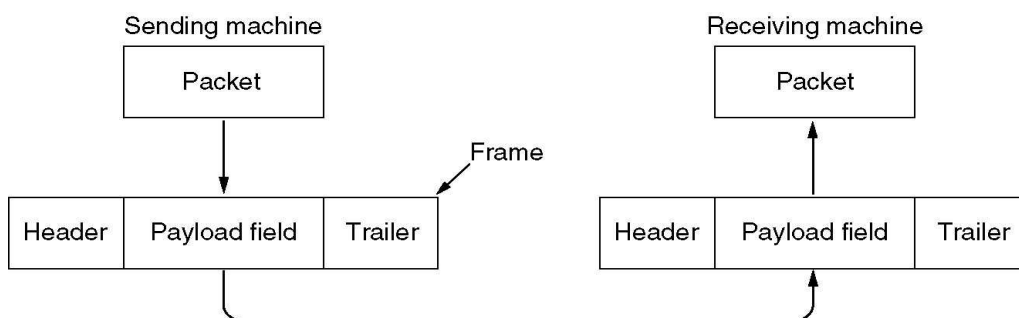 Sending machine
Receiving machine
Packet
Packet
Frame
Header
Payload field
Trailer
Header
Payload field
Trailer